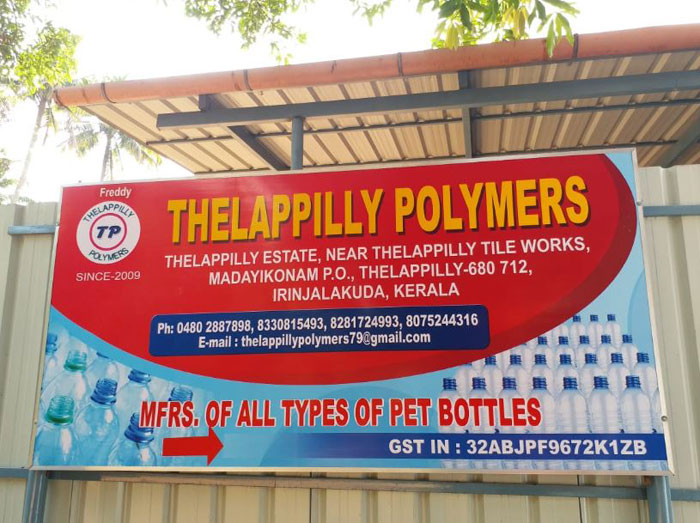 Freddy
THELAPPILLY
TP
POLYMERS
SINCE-2009
THELAPPILLY POLYMERS
THELAPPILLY ESTATE, NEAR THELAPPILLY TILE WORKS,
MADAYIKONAM P.O., THELAPPILLY-680 712,
IRINJALAKUDA, KERALA
Ph: 0480 2887898, 8330815493, 8281724993, 8075244316
E-mail : thelappillypolymers79@gmail.com
MFRS. OF ALL TYPES OF PET BOTTLES
GST IN : 32ABJPF9672K1ZB